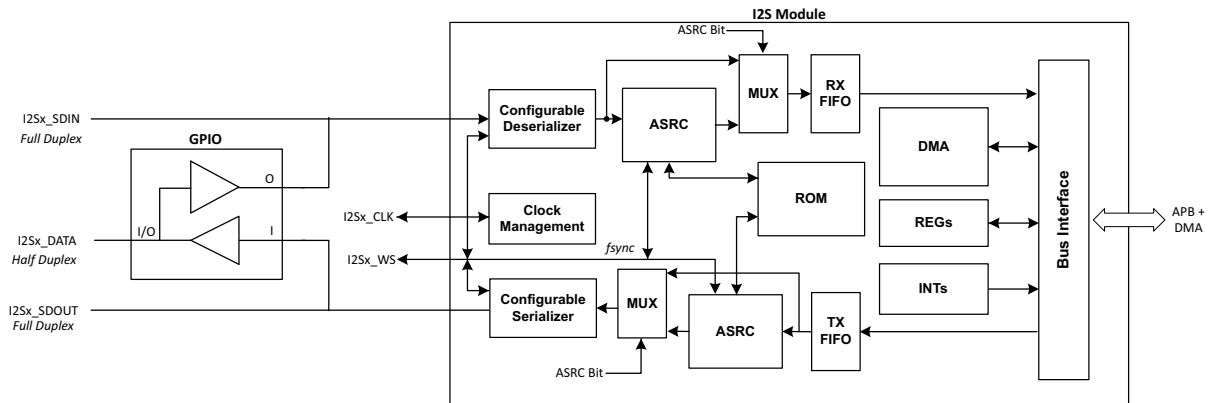 I2S Module
ASRC Bit
MUX
RX
FIFO
Configurable
Deserializer
ASRC
I2Sx_SDIN
Full Duplex
GPIO
O
I/O
I
I2Sx_DATA
Half Duplex
I2Sx_SDOUT
Full Duplex
I2Sx_CLK
Clock
Management
I2Sx_WS
fsync
ROM
DMA
REGs
INTs
Bus Interface
APB +
DMA
Configurable
Serializer
MUX
ASRC
TX
FIFO
ASRC Bit